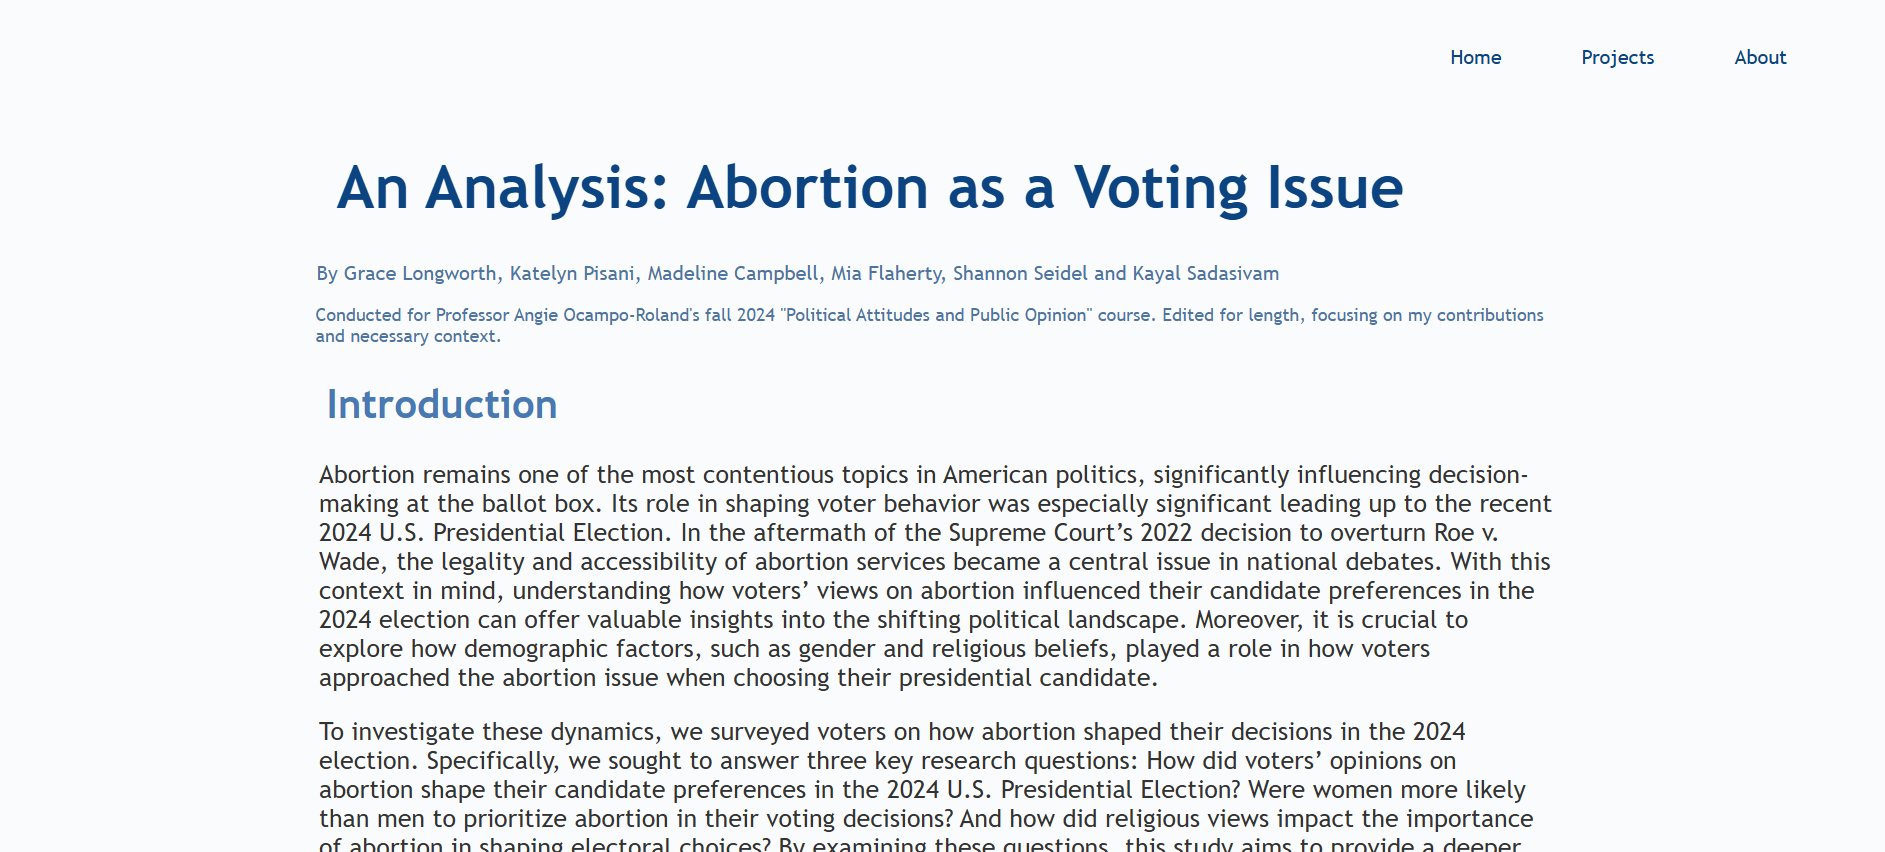 Home Projects About
An Analysis: Abortion as a Voting Issue
By Grace Longworth, Katelyn Pisani, Madeline Campbell, Mia Flaherty, Shannon Seidel and Kayal Sadasivam
Conducted for Professor Angie Ocampo-Roland's fall 2024 "Political Attitudes and Public Opinion" course. Edited for length, focusing on my contributions
and necessary context.
Introduction
Abortion remains one of the most contentious topics in American politics, significantly influencing decision-
making at the ballot box. Its role in shaping voter behavior was especially significant leading up to the recent
2024 U.S. Presidential Election. In the aftermath of the Supreme Court’s 2022 decision to overturn Roe v.
Wade, the legality and accessibility of abortion services became a central issue in national debates. With this
context in mind, understanding how voters’ views on abortion influenced their candidate preferences in the
2024 election can offer valuable insights into the shifting political landscape. Moreover, it is crucial to
explore how demographic factors, such as gender and religious beliefs, played a role in how voters
approached the abortion issue when choosing their presidential candidate.
To investigate these dynamics, we surveyed voters on how abortion shaped their decisions in the 2024
election. Specifically, we sought to answer three key research questions: How did voters’ opinions on
abortion shape their candidate preferences in the 2024 U.S. Presidential Election? Were women more likely
than men to prioritize abortion in their voting decisions? And how did religious views impact the importance
of abortion in shaping electoral choices? By examining these questions, this study aims to provide a deeper